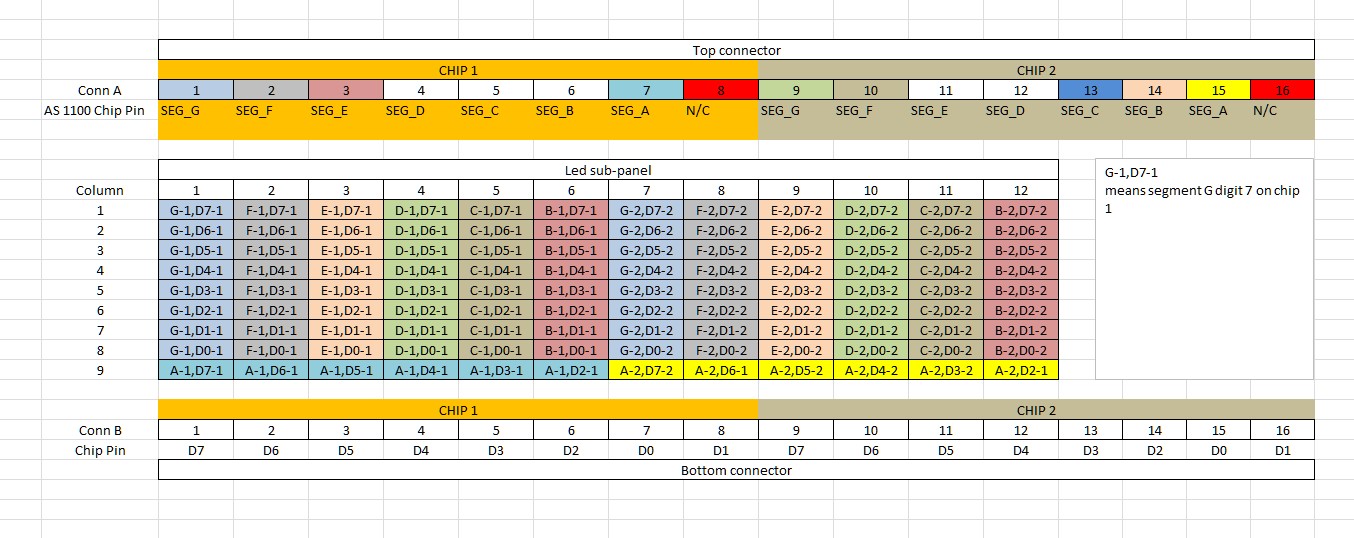 Top connector
CHIP 1 CHIP 2
Conn A 1 2 3 4 5 6 7 8 9 10 11 12 13 14 15 16
AS 1100 Chip Pin SEG_G SEG_F SEG_E SEG_D SEG_C SEG_B SEG_A N/C SEG_G SEG_F SEG_E SEG_D SEG_C SEG_B SEG_A N/C
Led sub-panel
Column 1 2 3 4 5 6 7 8 9 10 11 12
1 G-1,D7-1 F-1,D7-1 E-1,D7-1 D-1,D7-1 C-1,D7-1 B-1,D7-1 G-2,D7-2 F-2,D7-2 E-2,D7-2 D-2,D7-2 C-2,D7-2 B-2,D7-2
2 G-1,D6-1 F-1,D6-1 E-1,D6-1 D-1,D6-1 C-1,D6-1 B-1,D6-1 G-2,D6-2 F-2,D6-2 E-2,D6-2 D-2,D6-2 C-2,D6-2 B-2,D6-2
3 G-1,D5-1 F-1,D5-1 E-1,D5-1 D-1,D5-1 C-1,D5-1 B-1,D5-1 G-2,D5-2 F-2,D5-2 E-2,D5-2 D-2,D5-2 C-2,D5-2 B-2,D5-2
4 G-1,D4-1 F-1,D4-1 E-1,D4-1 D-1,D4-1 C-1,D4-1 B-1,D4-1 G-2,D4-2 F-2,D4-2 E-2,D4-2 D-2,D4-2 C-2,D4-2 B-2,D4-2
5 G-1,D3-1 F-1,D3-1 E-1,D3-1 D-1,D3-1 C-1,D3-1 B-1,D3-1 G-2,D3-2 F-2,D3-2 E-2,D3-2 D-2,D3-2 C-2,D3-2 B-2,D3-2
6 G-1,D2-1 F-1,D2-1 E-1,D2-1 D-1,D2-1 C-1,D2-1 B-1,D2-1 G-2,D2-2 F-2,D2-2 E-2,D2-2 D-2,D2-2 C-2,D2-2 B-2,D2-2
7 G-1,D1-1 F-1,D1-1 E-1,D1-1 D-1,D1-1 C-1,D1-1 B-1,D1-1 G-2,D1-2 F-2,D1-2 E-2,D1-2 D-2,D1-2 C-2,D1-2 B-2,D1-2
8 G-1,D0-1 F-1,D0-1 E-1,D0-1 D-1,D0-1 C-1,D0-1 B-1,D0-1 G-2,D0-2 F-2,D0-2 E-2,D0-2 D-2,D0-2 C-2,D0-2 B-2,D0-2
9 A-1,D7-1 A-1,D6-1 A-1,D5-1 A-1,D4-1 A-1,D3-1 A-1,D2-1 A-2,D7-2 A-2,D6-1 A-2,D5-2 A-2,D4-2 A-2,D3-2 A-2,D2-1
G-1,D7-1
means segment G digit 7 on chip
1
CHIP 1 CHIP 2
Conn B 1 2 3 4 5 6 7 8 9 10 11 12 13 14 15 16
Chip Pin D7 D6 D5 D4 D3 D2 D0 D1 D7 D6 D5 D4 D3 D2 D0 D1
Bottom connector